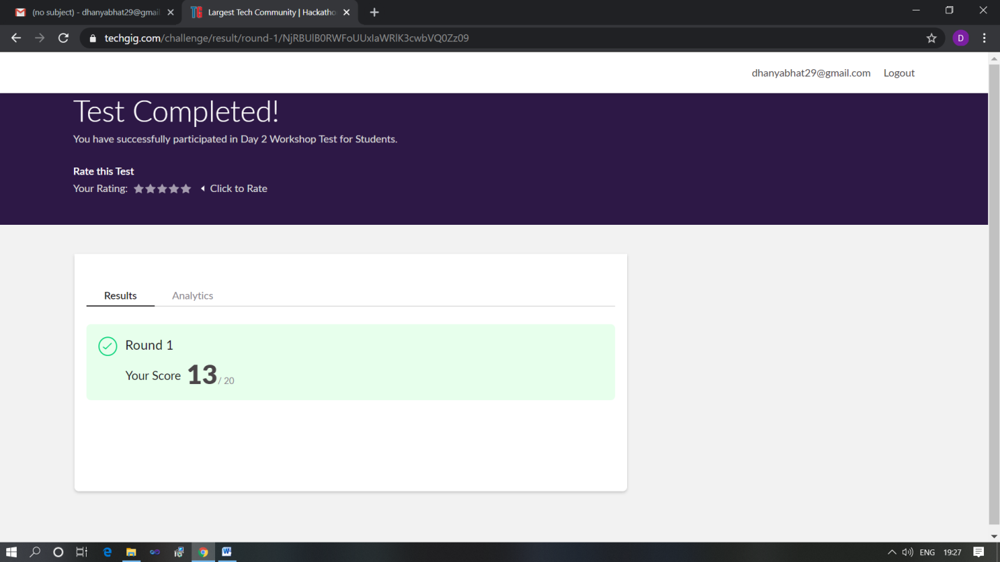 (no subject) - dhanyabhat29@gmail
Largest Tech Community | Hackatho
techgig.com/challenge/result/round-1/
D
dhanyabhat29@gmail.com Logout
Test Completed!
You have successfully participated in Day 2 Workshop Test for Students.
Rate this Test
Your Rating: Click to Rate
Results Analytics
Round 1
Your Score 13 / 20
ENG 19:27